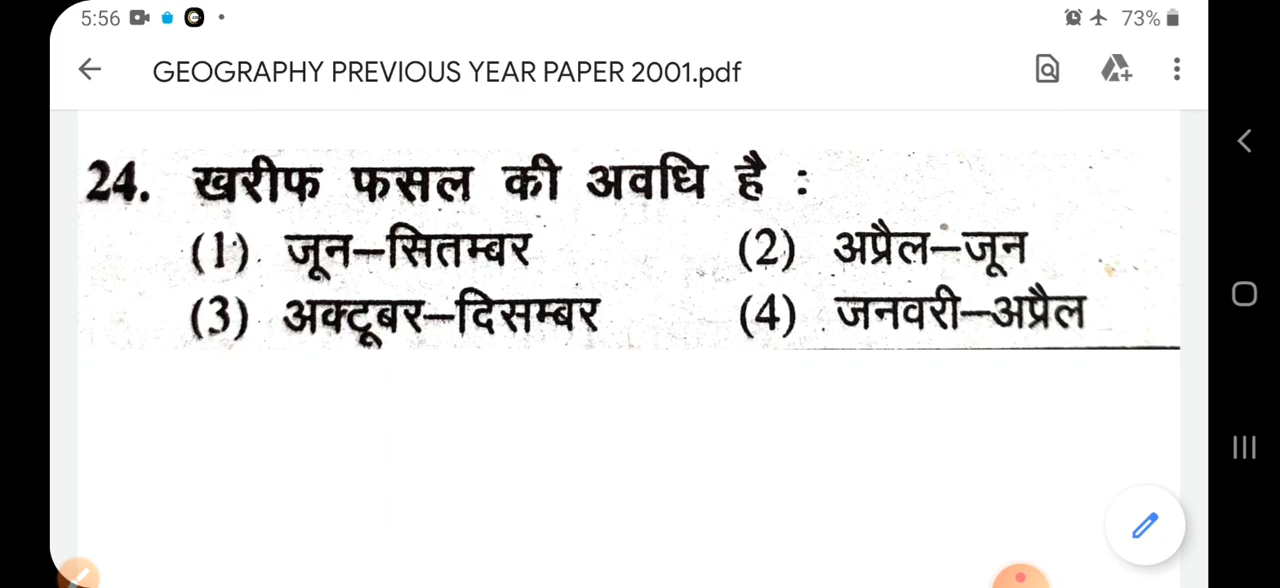 5:56 73%
GEOGRAPHY PREVIOUS YEAR PAPER 2001.pdf
24. खरीफ फसल की अवधि है :
(1) जून–सितम्बर (2) अप्रैल–जून
(3) अक्टूबर–दिसम्बर (4) जनवरी–अप्रैल